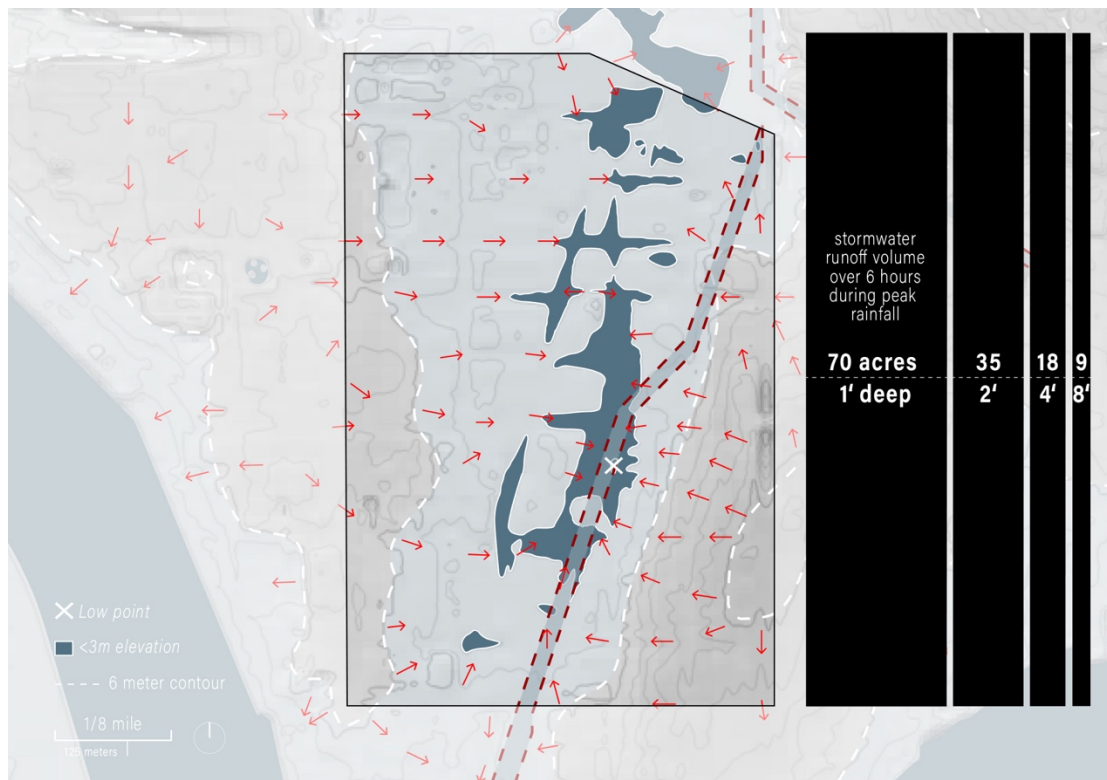 stormwater
runoff volume
over 6 hours
during peak
rainfall
70 acres 35 18 9
1' deep 2' 4' 8'
Low point
<3m elevation
6 meter contour
1/8 mile
125 meters